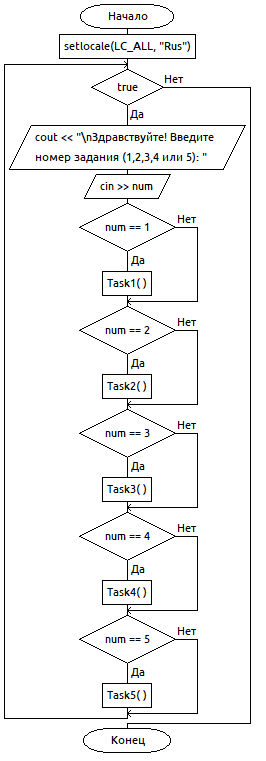 Начало
setlocale(LC_ALL, "Rus")
true
Нет
Да
cout << "\nЗдравствуйте! Введите
номер задания (1,2,3,4 или 5): "
cin >> num
num == 1
Нет
Да
Task1( )
num == 2
Нет
Да
Task2( )
num == 3
Нет
Да
Task3( )
num == 4
Нет
Да
Task4( )
num == 5
Нет
Да
Task5( )
Конец